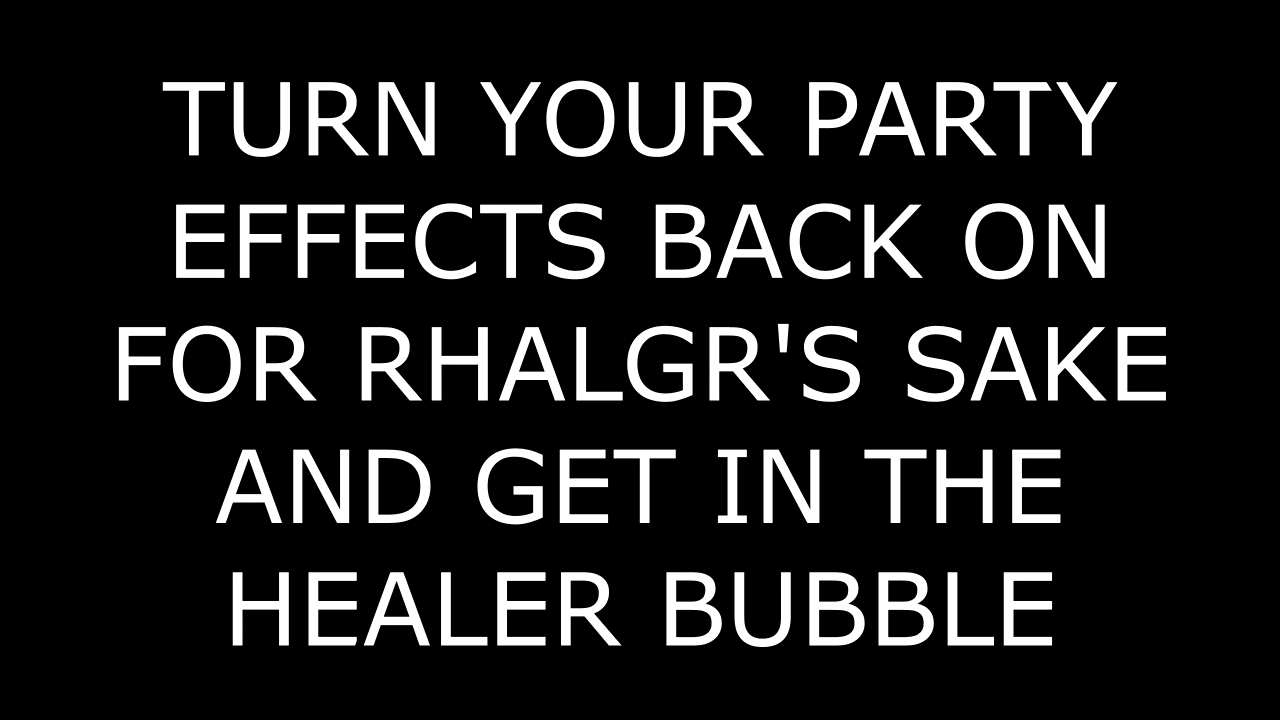 TURN YOUR PARTY
EFFECTS BACK ON
FOR RHALGR'S SAKE
AND GET IN THE
HEALER BUBBLE